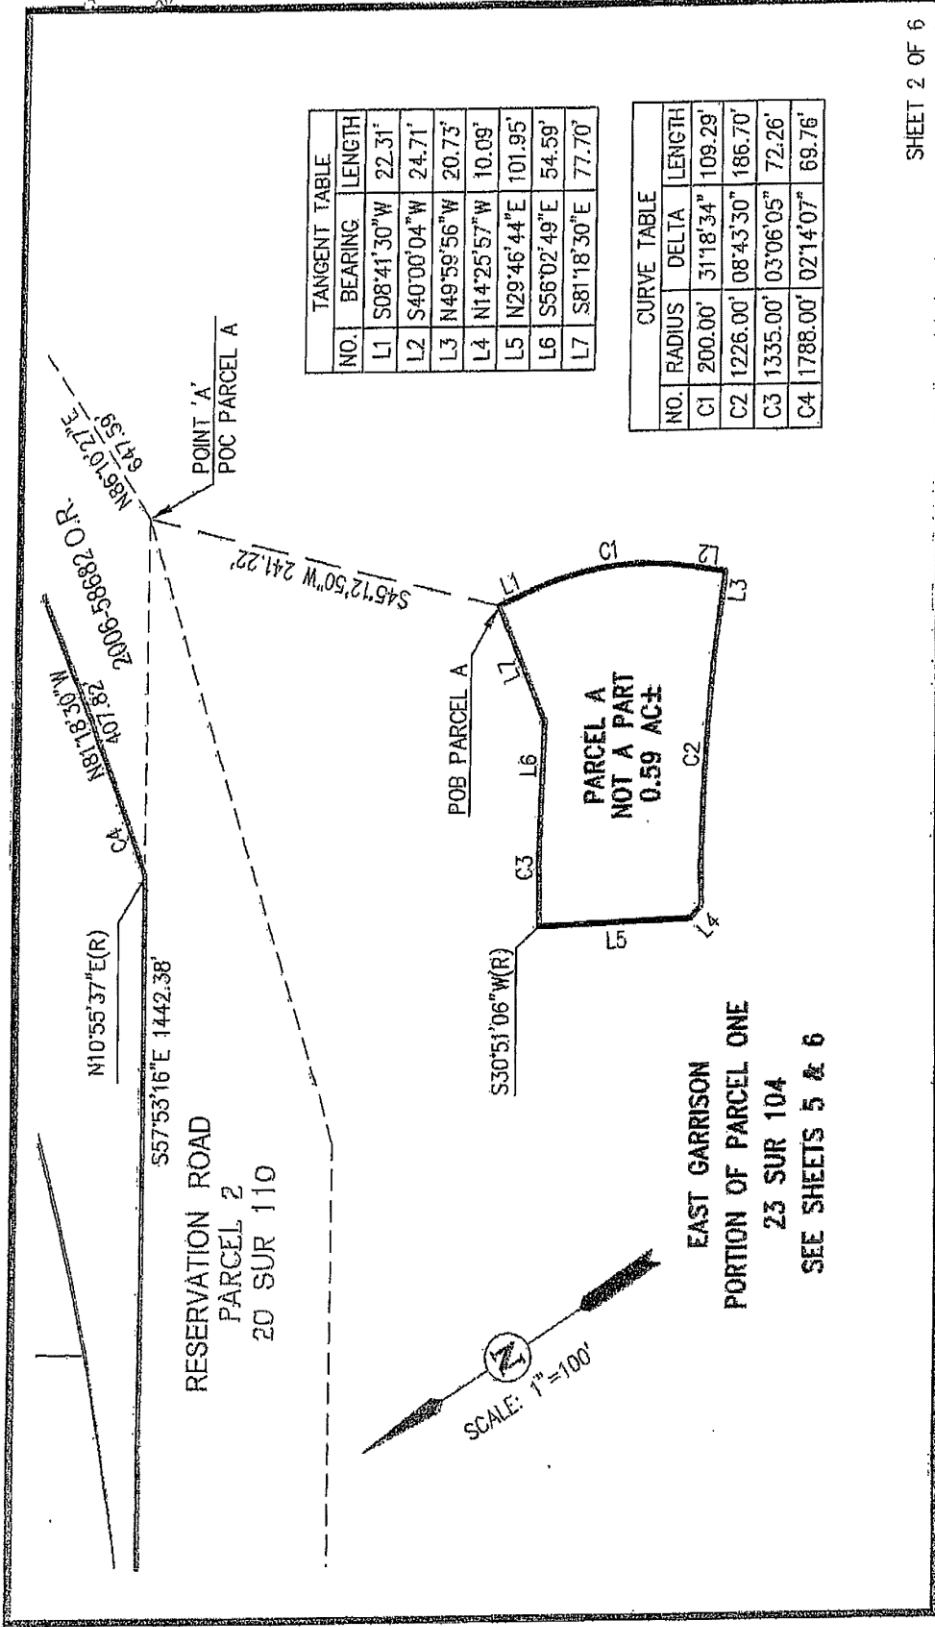 N86°10'27"E
647.59'
POINT 'A'
POC PARCEL A
2006-58682 O.R.
N81°18'30"W
407.82'
C4
N10°55'37"E(R)
S57°53'16"E 1442.38'
RESERVATION ROAD
PARCEL 2
20 SUR 110
S45°12'50"W 241.22'
POB PARCEL A
L1
C1
L2
L3
L7
L6
C3
C2
L5
L4
S30°51'06"W(R)
PARCEL A
NOT A PART
0.59 AC±
EAST GARRISON
PORTION OF PARCEL ONE
23 SUR 104
SEE SHEETS 5 & 6
N
SCALE: 1"=100'
TANGENT TABLE
NO. BEARING LENGTH
L1 S08°41'30"W 22.31'
L2 S40°00'04"W 24.71'
L3 N49°59'56"W 20.73'
L4 N14°25'57"W 10.09'
L5 N29°46'44"E 101.95'
L6 S56°02'49"E 54.59'
L7 S81°18'30"E 77.70'
CURVE TABLE
NO. RADIUS DELTA LENGTH
C1 200.00' 31°18'34" 109.29'
C2 1226.00' 08°43'30" 186.70'
C3 1335.00' 03°06'05" 72.26'
C4 1788.00' 02°14'07" 69.76'
SHEET 2 OF 6